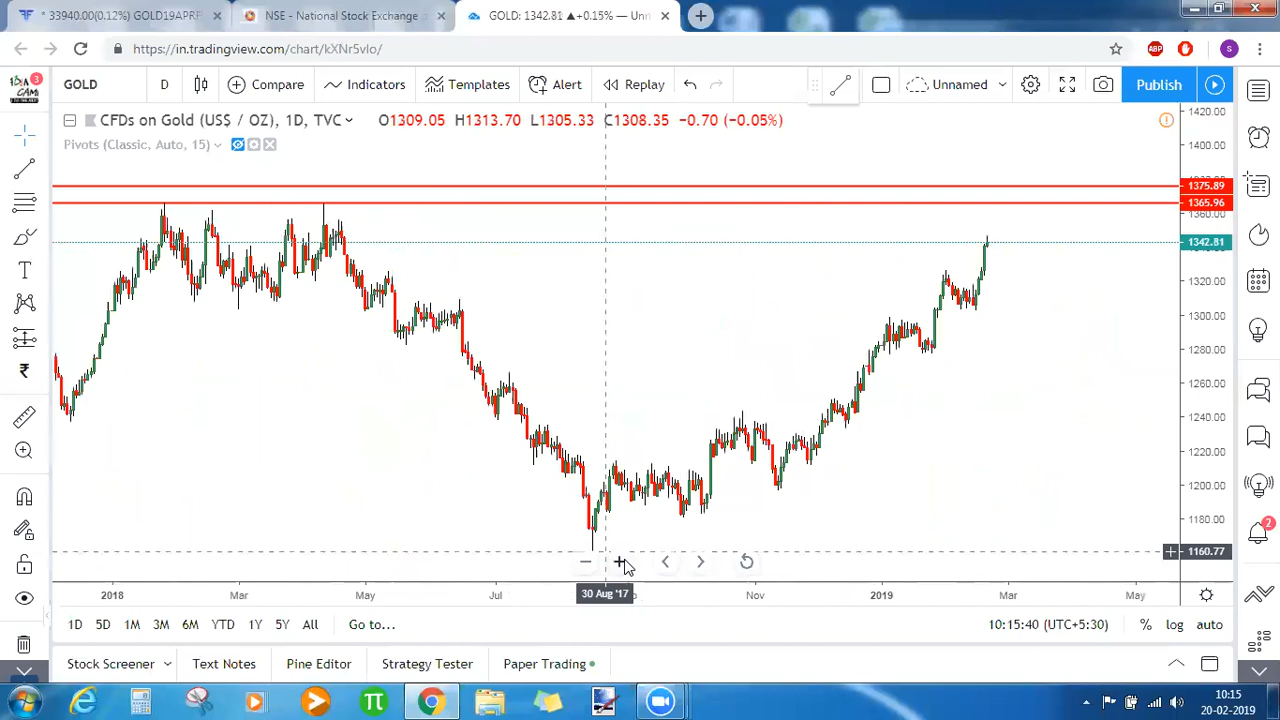 * 33940.00(0.12%) GOLD19APRF
NSE - National Stock Exchange
GOLD: 1342.81 ▲+0.15% — Unn
https://in.tradingview.com/chart/kXNr5vIo/
ABP
S
3
GOLD
D
Compare
Indicators
Templates
Alert
Replay
Unnamed
Publish
CFDs on Gold (US$ / OZ), 1D, TVC
O1309.05 H1313.70 L1305.33 C1308.35 −0.70 (−0.05%)
Pivots (Classic, Auto, 15)
1420.00
1400.00
1375.89
1365.96
1360.00
1342.81
1320.00
1300.00
1280.00
1260.00
1240.00
1220.00
1200.00
1180.00
1160.77
2018
Mar
May
Jul
30 Aug '17
Nov
2019
Mar
May
1D 5D 1M 3M 6M YTD 1Y 5Y All Go to...
10:15:40 (UTC+5:30) % log auto
2
Stock Screener
Text Notes
Pine Editor
Strategy Tester
Paper Trading
10:15
20-02-2019